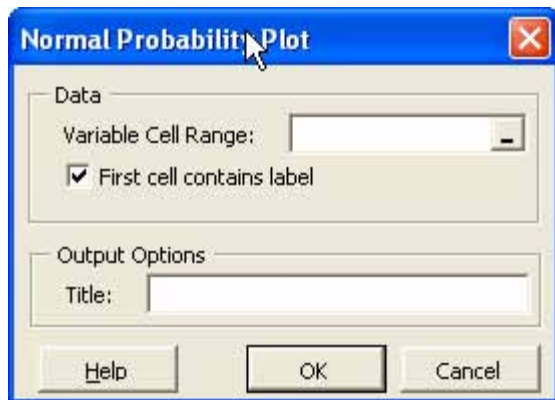 Normal Probability Plot
Data
Variable Cell Range:
First cell contains label
Output Options
Title:
Help OK Cancel